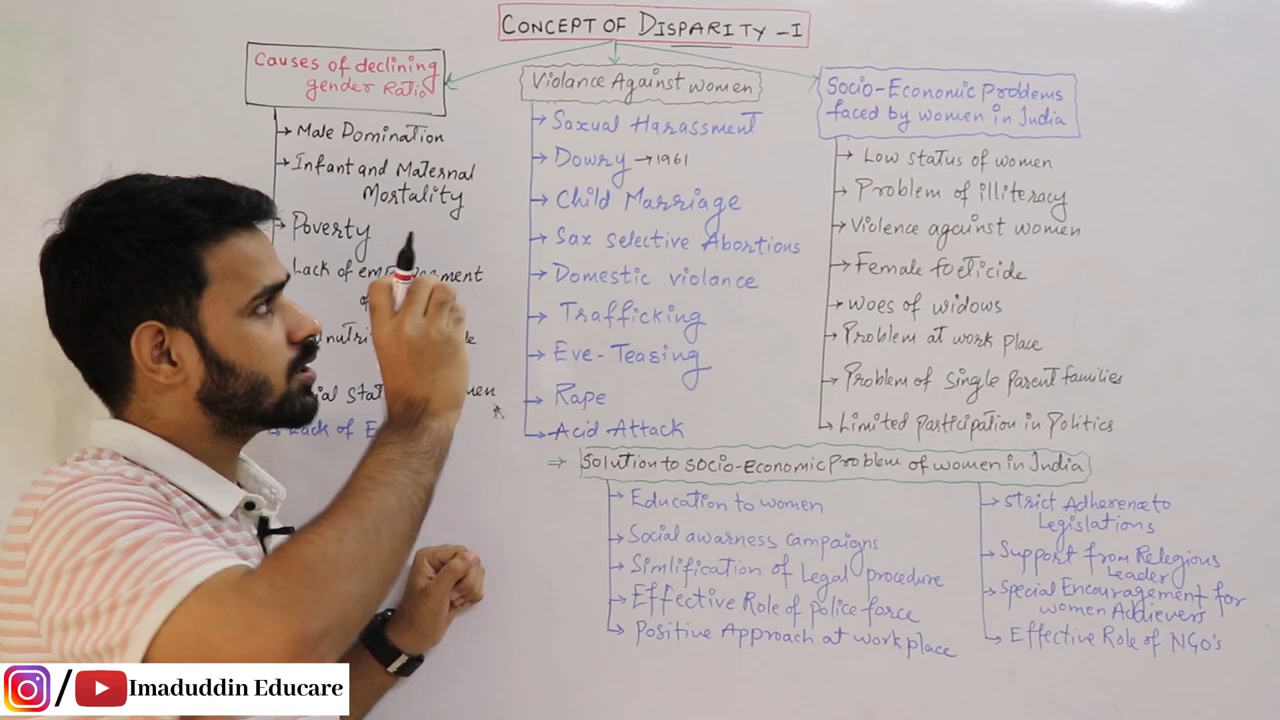 CONCEPT OF DISPARITY - I
Causes of declining
gender Ratio
→ Male Domination
→ Infant and Maternal
Mortality
→ Poverty
Lack of
women
Lack of
Violance Against women
→ Saxual Harassment
→ Dowry → 1961
→ Child Marriage
→ Sax selective Abortions
→ Domestic violance
→ Trafficking
→ Eve-Teasing
→ Rape
→ Acid Attack
Socio-Economic Problems
faced by women in India
→ Low status of women
→ Problem of illiteracy
→ Violence against women
→ Female foeticide
→ woes of widows
→ Problem at work place
→ Problem of single parent families
→ Limited participation in Politics
⇒ Solution to socio-Economic Problem of women in India
→ Education to women
→ Social awarness campaigns
→ Simlification of Legal procedure
→ Effective Role of police force
→ Positive Approach at work place
→ Strict Adherence to
Legislations
→ Support from Relegious
Leader
→ Special Encouragement for
women Addievers
→ Effective Role of NGO's
/ Imaduddin Educare